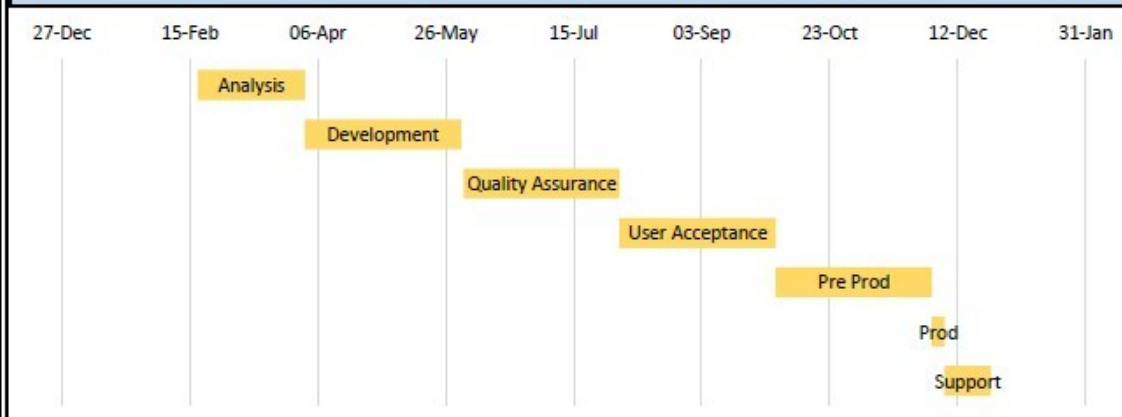 27-Dec 15-Feb 06-Apr 26-May 15-Jul 03-Sep 23-Oct 12-Dec 31-Jan
Analysis
Development
Quality Assurance
User Acceptance
Pre Prod
Prod
Support